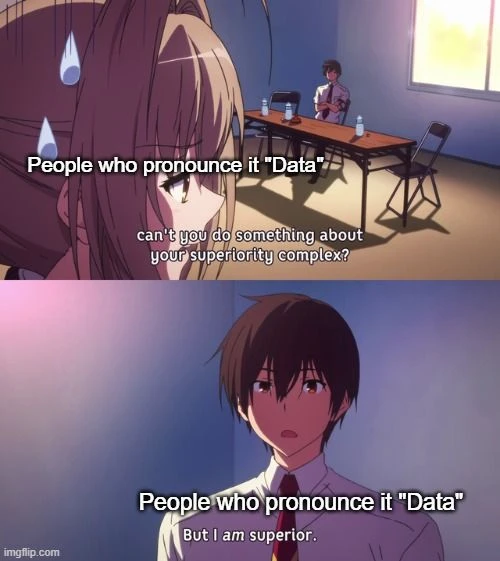 People who pronounce it "Data"
can't you do something about
your superiority complex?
People who pronounce it "Data"
But I am superior.
imgflip.com